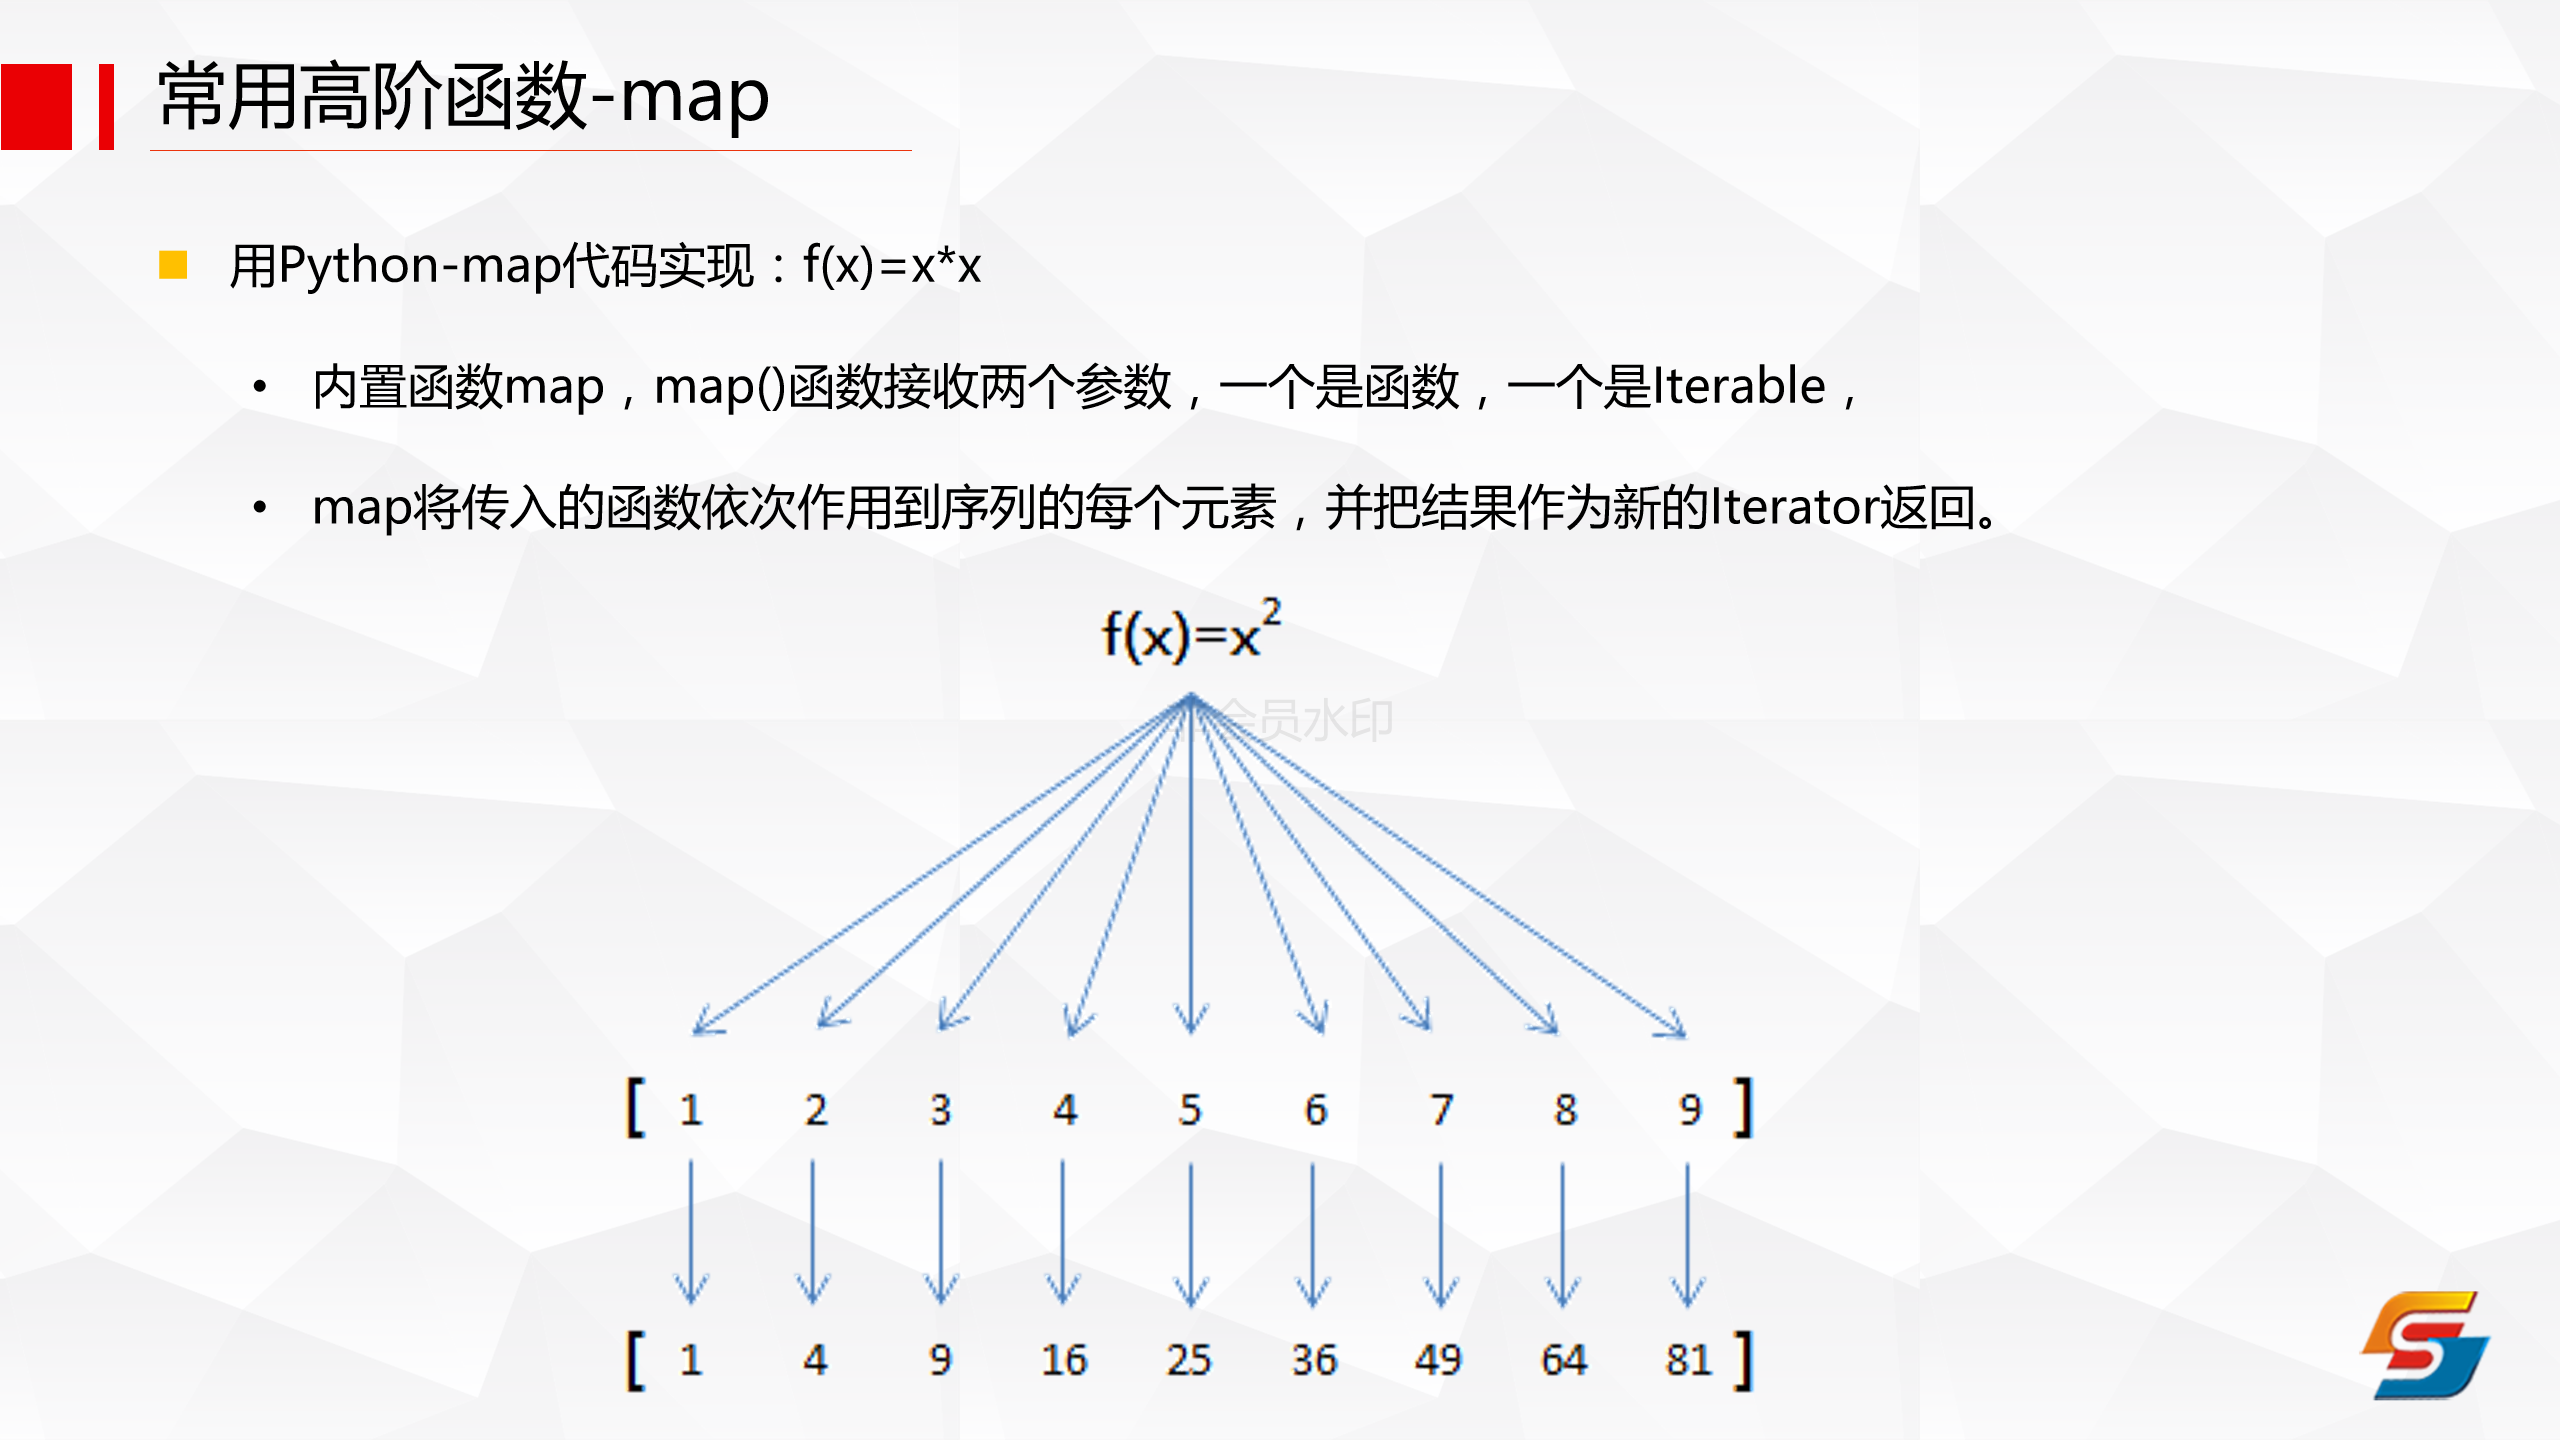 常用高阶函数-map
用Python-map代码实现：f(x)=x*x
• 内置函数map，map()函数接收两个参数，一个是函数，一个是Iterable，
• map将传入的函数依次作用到序列的每个元素，并把结果作为新的Iterator返回。
f(x)=x²
会员水印
[ 1 2 3 4 5 6 7 8 9 ]
[ 1 4 9 16 25 36 49 64 81 ]